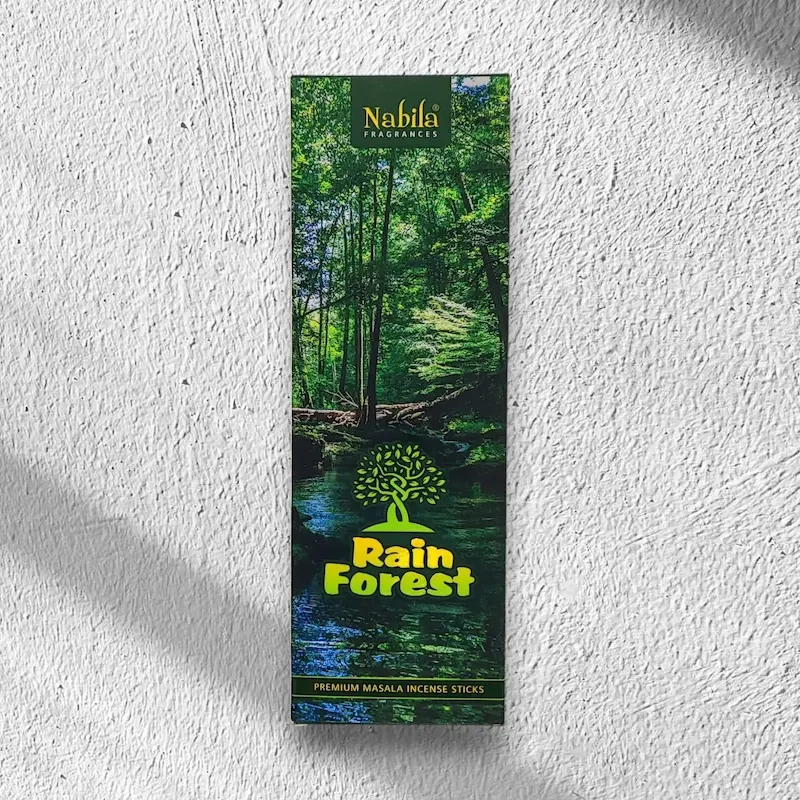 Nabila®
FRAGRANCES
Rain
Forest
PREMIUM MASALA INCENSE STICKS